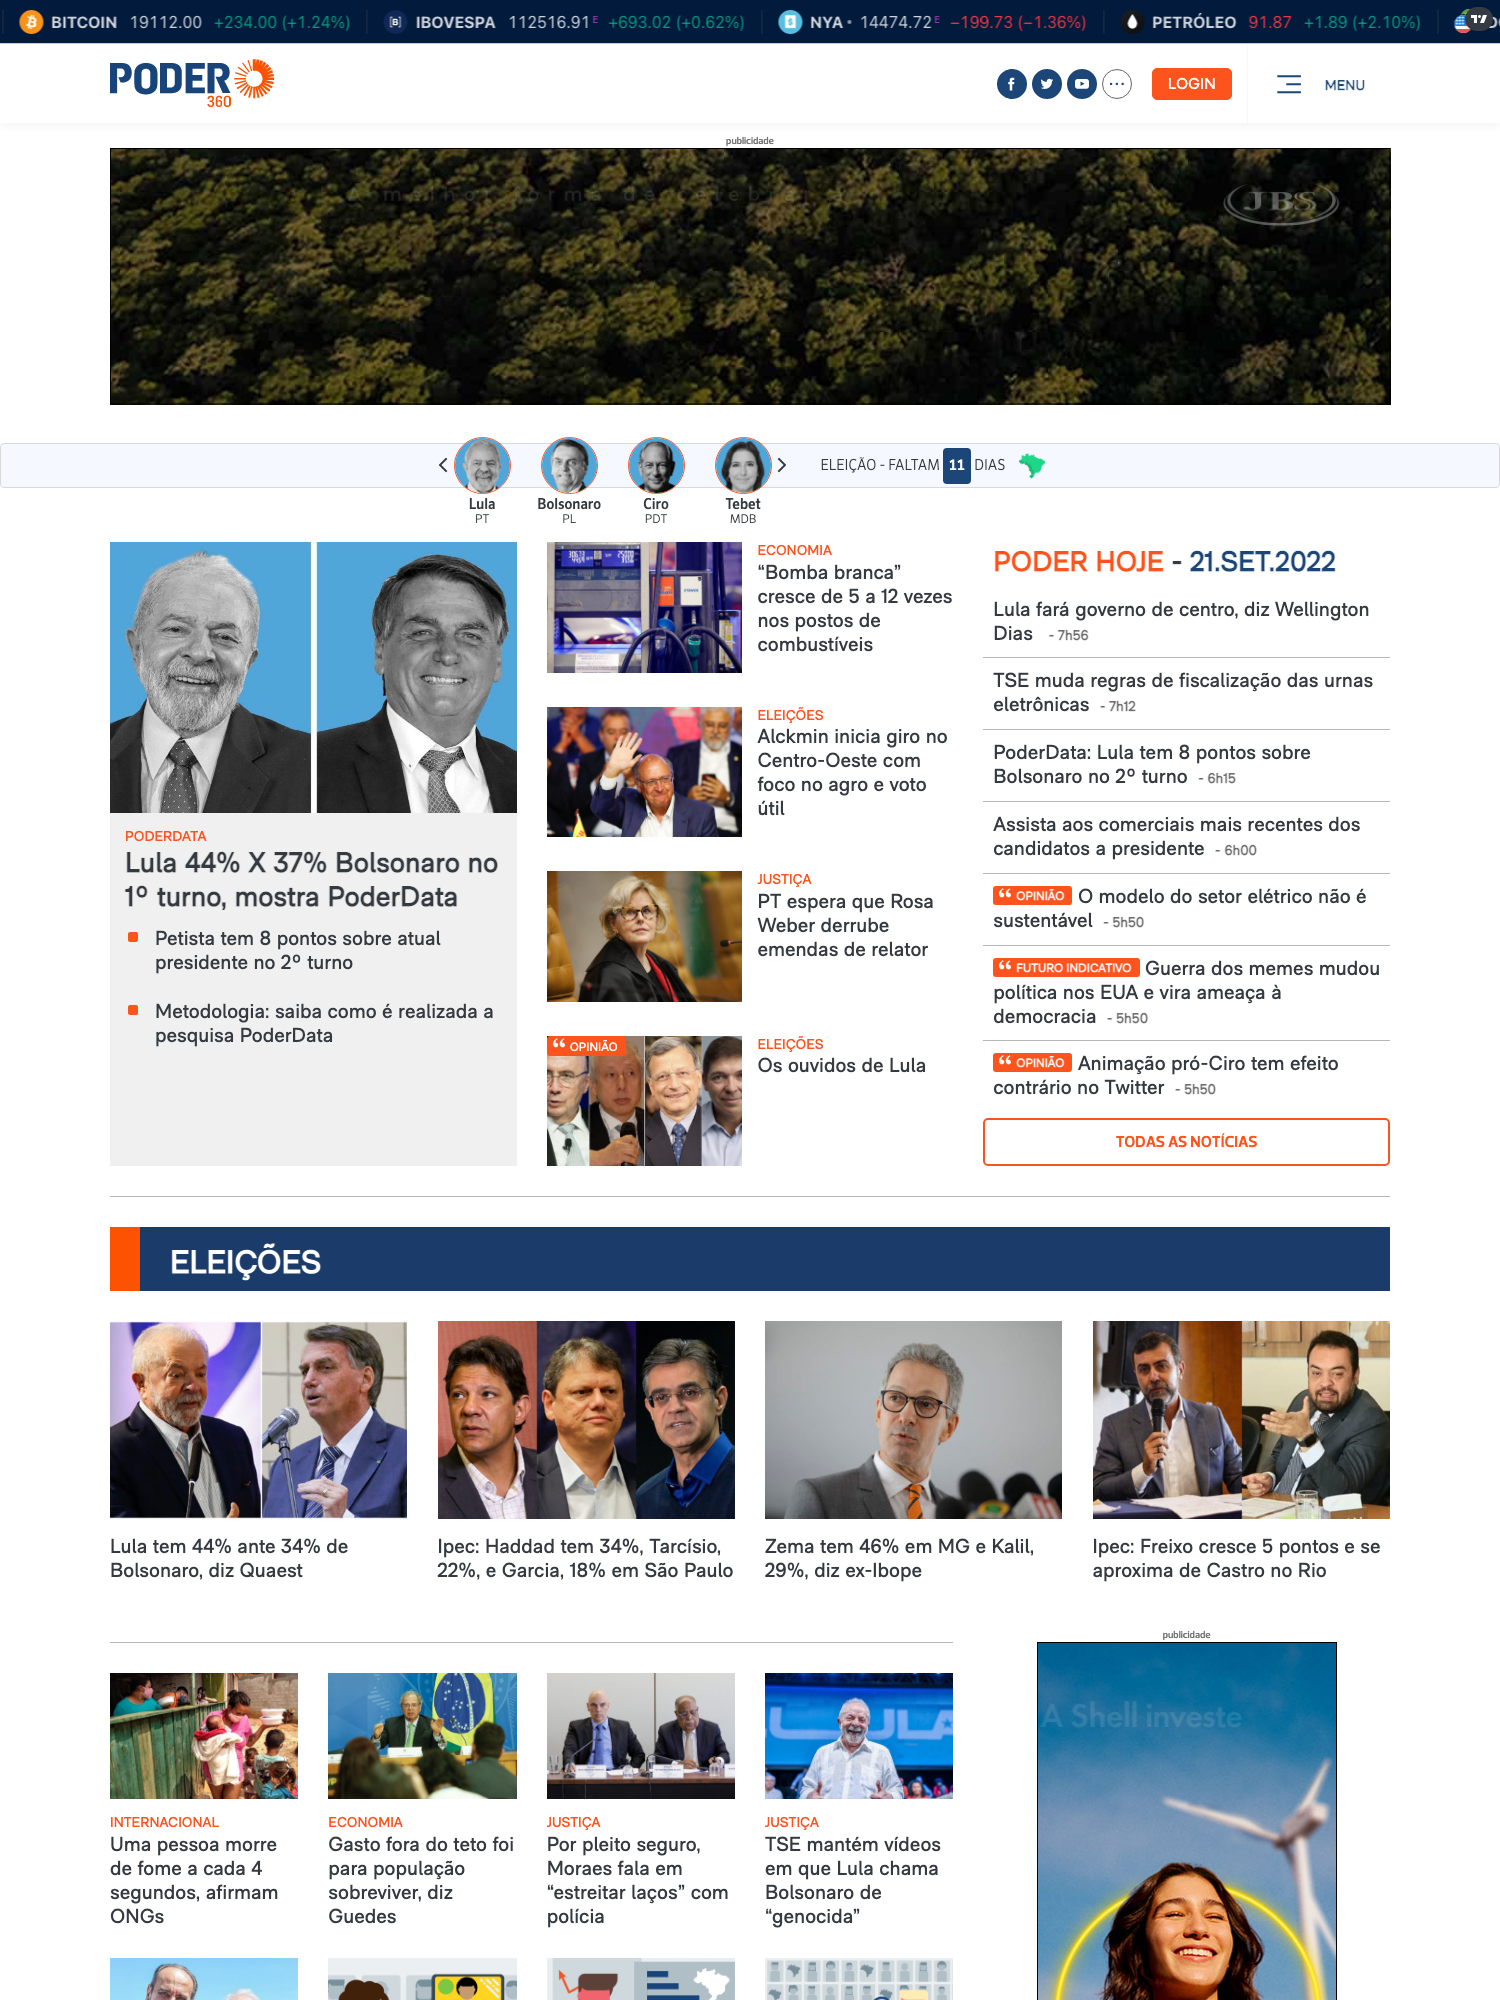 BITCOIN 19112.00 +234.00 (+1.24%) IBOVESPA 112516.91E +693.02 (+0.62%) NYA 14474.72E −199.73 (−1.36%) PETRÓLEO 91.87 +1.89 (+2.10%)
PODER
360
LOGIN
MENU
publicidade
JBS
ELEIÇÃO - FALTAM 11 DIAS
Lula
PT
Bolsonaro
PL
Ciro
PDT
Tebet
MDB
PODERDATA
Lula 44% X 37% Bolsonaro no
1º turno, mostra PoderData
Petista tem 8 pontos sobre atual
presidente no 2º turno
Metodologia: saiba como é realizada a
pesquisa PoderData
ECONOMIA
“Bomba branca”
cresce de 5 a 12 vezes
nos postos de
combustíveis
ELEIÇÕES
Alckmin inicia giro no
Centro-Oeste com
foco no agro e voto
útil
JUSTIÇA
PT espera que Rosa
Weber derrube
emendas de relator
“ OPINIÃO
ELEIÇÕES
Os ouvidos de Lula
PODER HOJE - 21.SET.2022
Lula fará governo de centro, diz Wellington
Dias - 7h56
TSE muda regras de fiscalização das urnas
eletrônicas - 7h12
PoderData: Lula tem 8 pontos sobre
Bolsonaro no 2º turno - 6h15
Assista aos comerciais mais recentes dos
candidatos a presidente - 6h00
“ OPINIÃO O modelo do setor elétrico não é
sustentável - 5h50
“ FUTURO INDICATIVO Guerra dos memes mudou
política nos EUA e vira ameaça à
democracia - 5h50
“ OPINIÃO Animação pró-Ciro tem efeito
contrário no Twitter - 5h50
TODAS AS NOTÍCIAS
ELEIÇÕES
Lula tem 44% ante 34% de
Bolsonaro, diz Quaest
Ipec: Haddad tem 34%, Tarcísio,
22%, e Garcia, 18% em São Paulo
Zema tem 46% em MG e Kalil,
29%, diz ex-Ibope
Ipec: Freixo cresce 5 pontos e se
aproxima de Castro no Rio
publicidade
A Shell investe
INTERNACIONAL
Uma pessoa morre
de fome a cada 4
segundos, afirmam
ONGs
ECONOMIA
Gasto fora do teto foi
para população
sobreviver, diz
Guedes
JUSTIÇA
Por pleito seguro,
Moraes fala em
“estreitar laços” com
polícia
JUSTIÇA
TSE mantém vídeos
em que Lula chama
Bolsonaro de
“genocida”